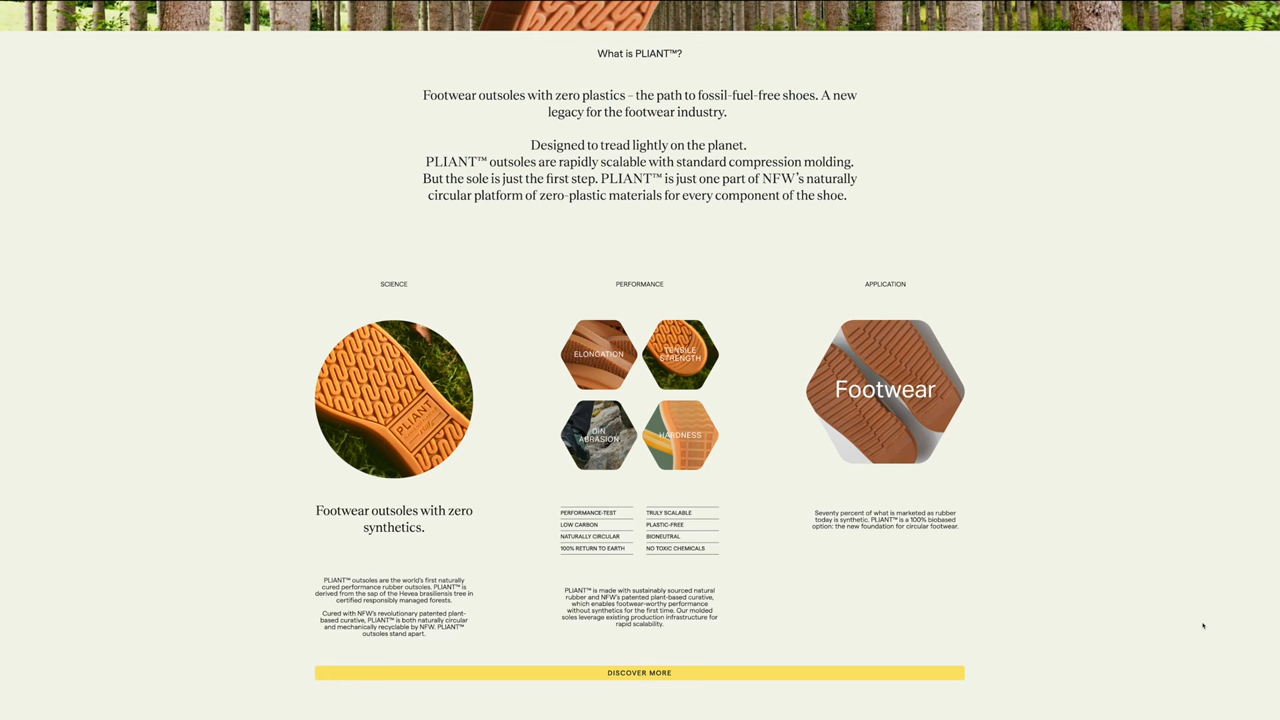 What is PLIANT™?
Footwear outsoles with zero plastics – the path to fossil-fuel-free shoes. A new
legacy for the footwear industry.
Designed to tread lightly on the planet.
PLIANT™ outsoles are rapidly scalable with standard compression molding.
But the sole is just the first step. PLIANT™ is just one part of NFW's naturally
circular platform of zero-plastic materials for every component of the shoe.
SCIENCE
PLIANT
Footwear outsoles with zero
synthetics.
PLIANT™ outsoles are the world's first naturally
cured performance rubber outsoles. PLIANT™ is
derived from the sap of the Hevea brasiliensis tree in
certified responsibly managed forests.
Cured with NFW's revolutionary patented plant-
based curative, PLIANT™ is both naturally circular
and mechanically recyclable by NFW. PLIANT™
outsoles stand apart.
PERFORMANCE
ELONGATION
TENSILE
STRENGTH
DIN
ABRASION
HARDNESS
PERFORMANCE-TEST
TRULY SCALABLE
LOW CARBON
PLASTIC-FREE
NATURALLY CIRCULAR
BIONEUTRAL
100% RETURN TO EARTH
NO TOXIC CHEMICALS
PLIANT™ is made with sustainably sourced natural
rubber and NFW's patented plant-based curative,
which enables footwear-worthy performance
without synthetics for the first time. Our molded
soles leverage existing production infrastructure for
rapid scalability.
APPLICATION
Footwear
Seventy percent of what is marketed as rubber
today is synthetic. PLIANT™ is a 100% biobased
option: the new foundation for circular footwear.
DISCOVER MORE